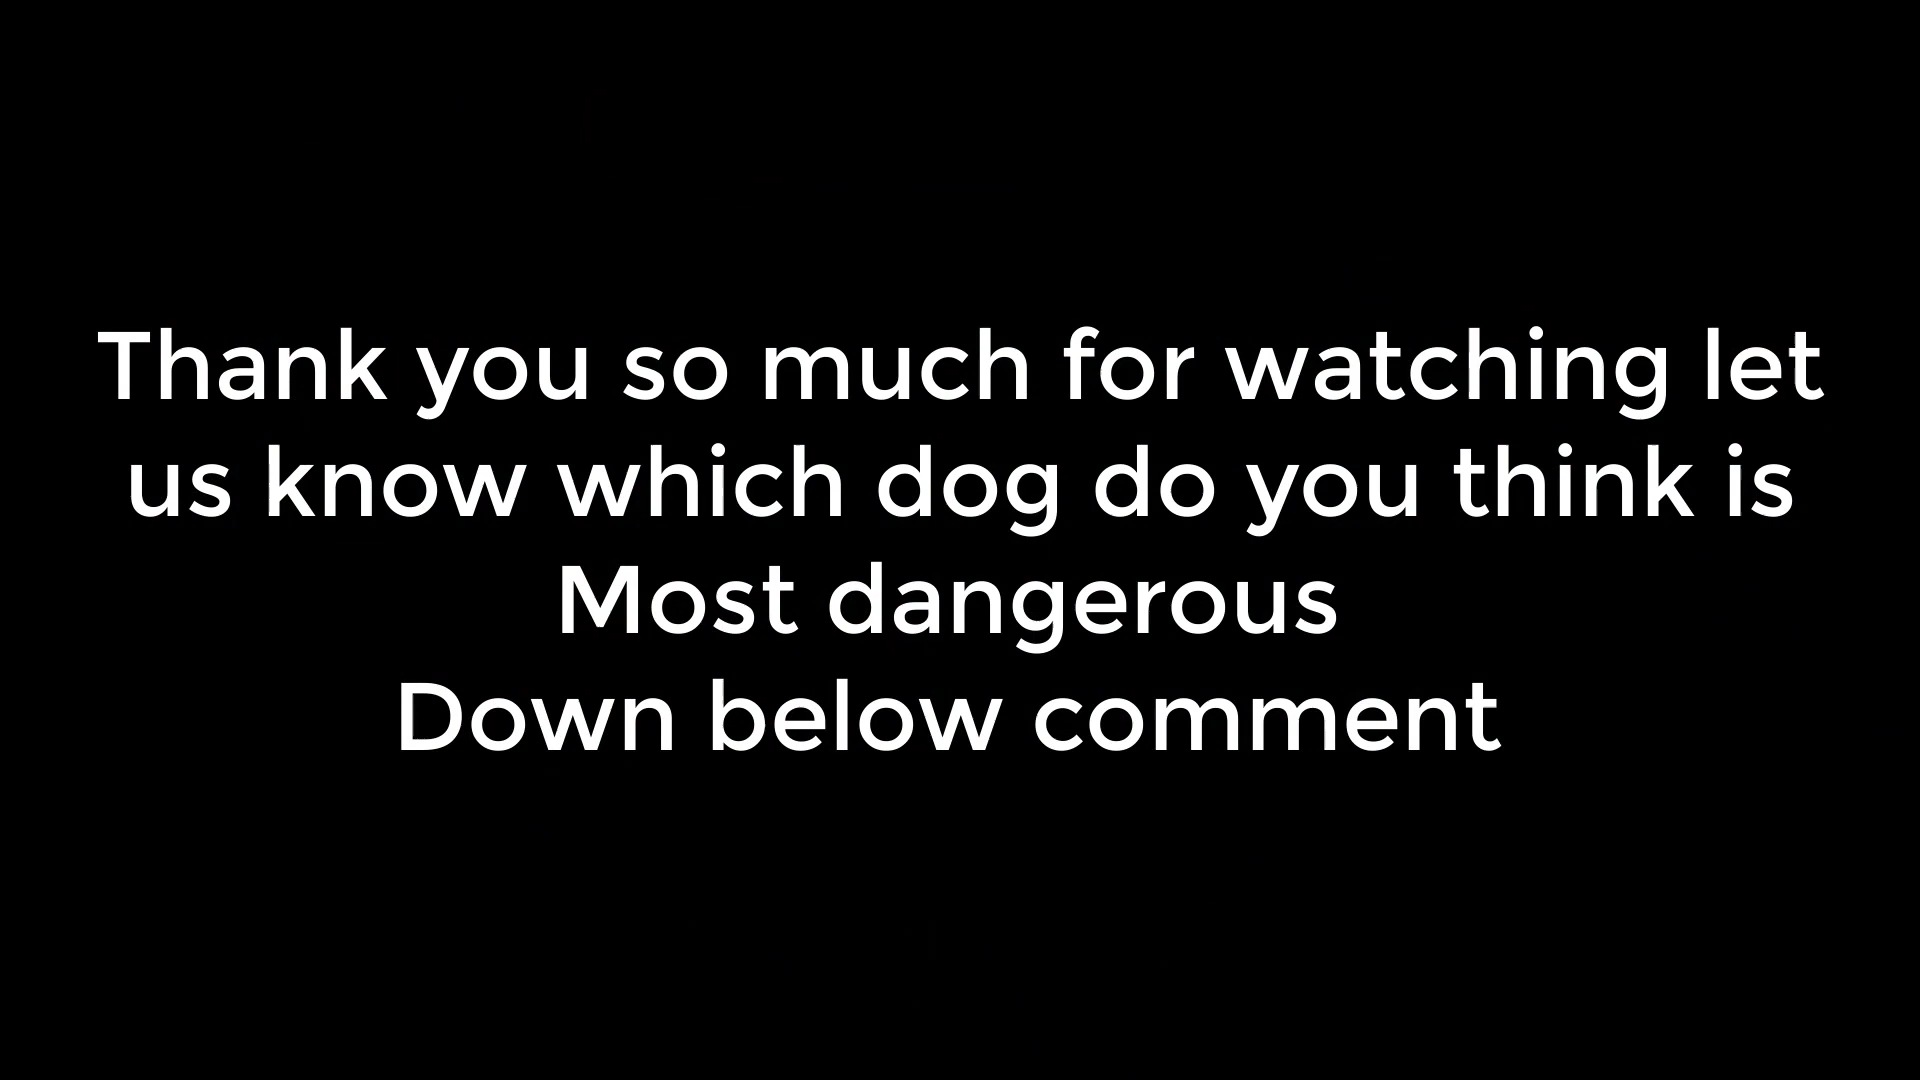 Thank you so much for watching let
us know which dog do you think is
Most dangerous
Down below comment